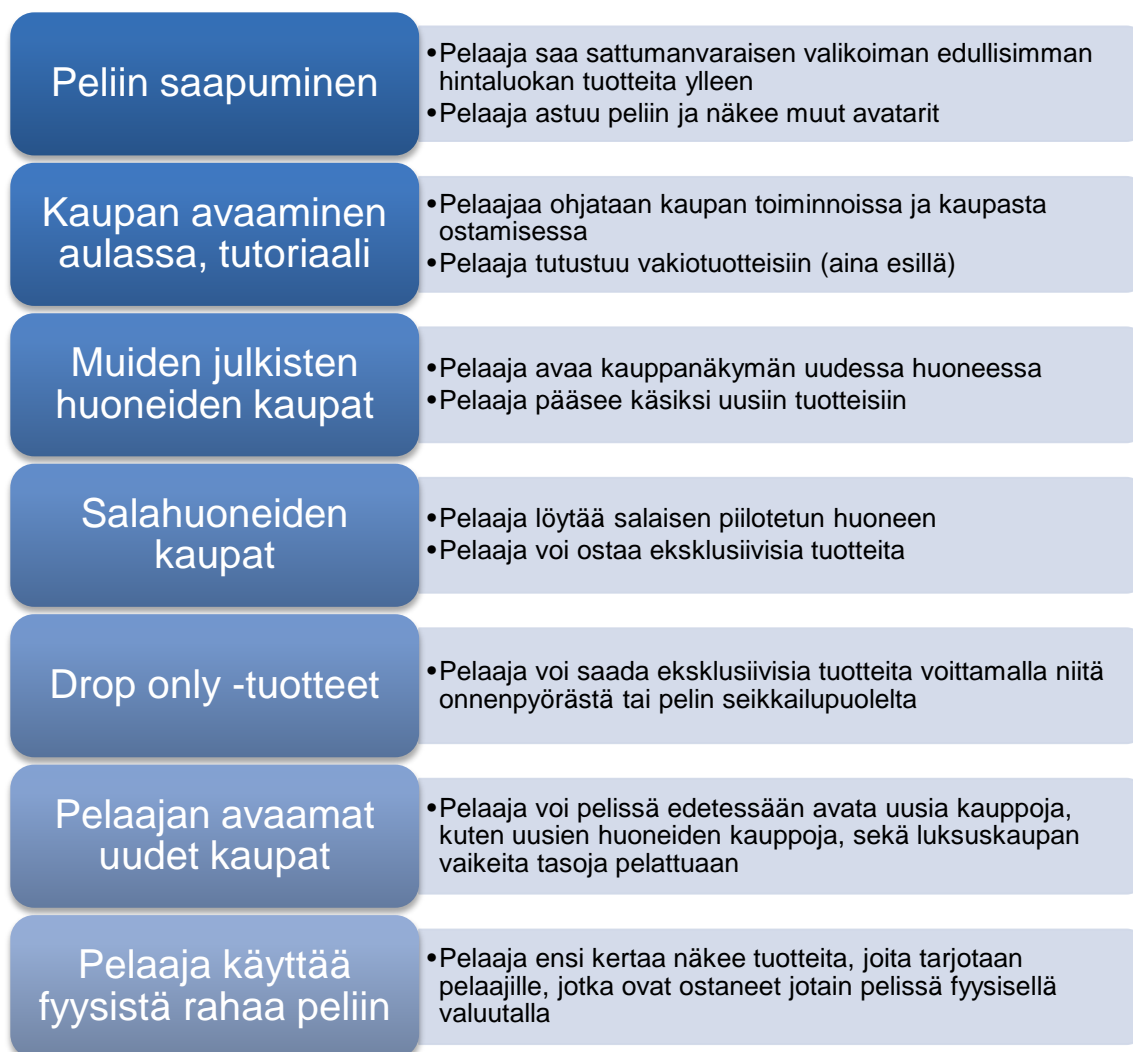 Peliin saapuminen
•Pelaaja saa sattumanvaraisen valikoiman edullisimman
hintaluokan tuotteita ylleen
•Pelaaja astuu peliin ja näkee muut avatarit
Kaupan avaaminen
aulassa, tutoriaali
•Pelaajaa ohjataan kaupan toiminnoissa ja kaupasta
ostamisessa
•Pelaaja tutustuu vakiotuotteisiin (aina esillä)
Muiden julkisten
huoneiden kaupat
•Pelaaja avaa kauppanäkymän uudessa huoneessa
•Pelaaja pääsee käsiksi uusiin tuotteisiin
Salahuoneiden
kaupat
•Pelaaja löytää salaisen piilotetun huoneen
•Pelaaja voi ostaa eksklusiivisia tuotteita
Drop only -tuotteet
•Pelaaja voi saada eksklusiivisia tuotteita voittamalla niitä
onnenpyörästä tai pelin seikkailupuolelta
Pelaajan avaamat
uudet kaupat
•Pelaaja voi pelissä edetessään avata uusia kauppoja,
kuten uusien huoneiden kauppoja, sekä luksuskaupan
vaikeita tasoja pelattuaan
Pelaaja käyttää
fyysistä rahaa peliin
•Pelaaja ensi kertaa näkee tuotteita, joita tarjotaan
pelaajille, jotka ovat ostaneet jotain pelissä fyysisellä
valuutalla